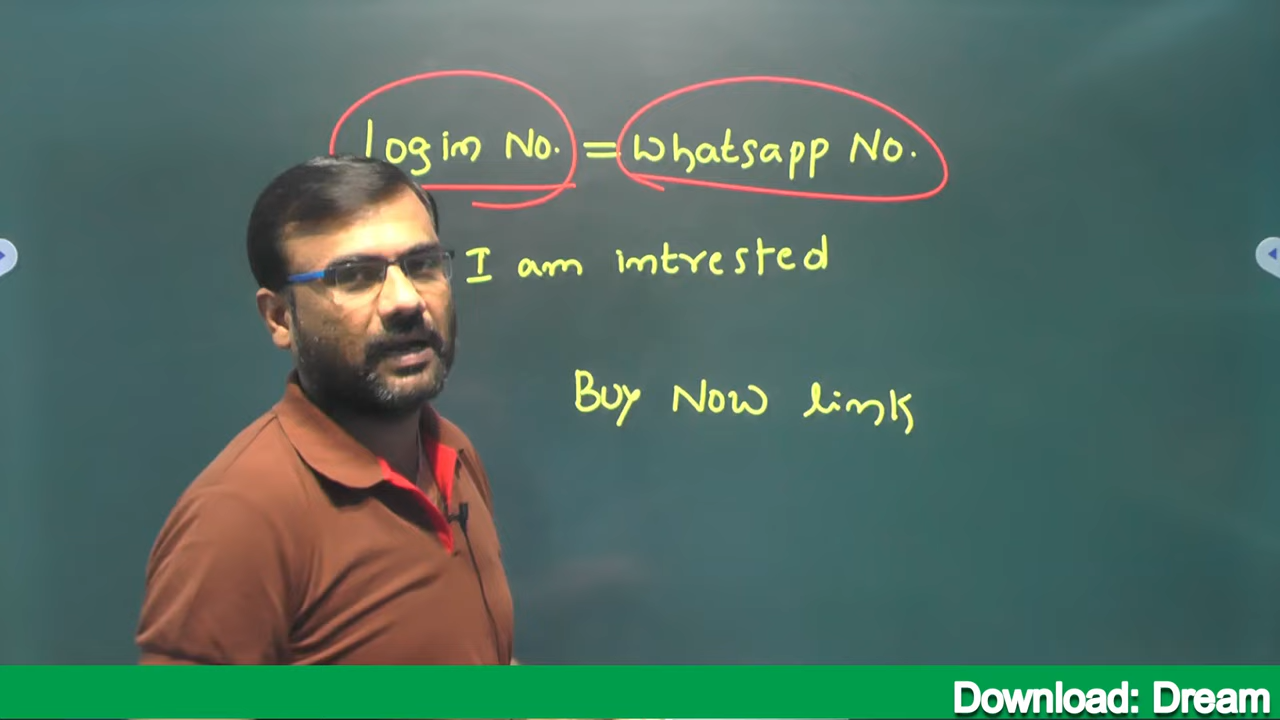 Login No. = Whatsapp No.
I am intrested
Buy Now link
Download: Dream